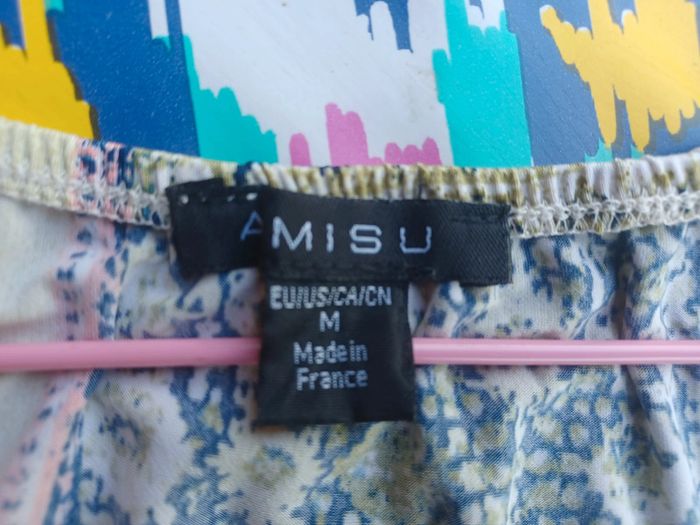 AMISU
EU/US/CA/CN
M
Made in
France